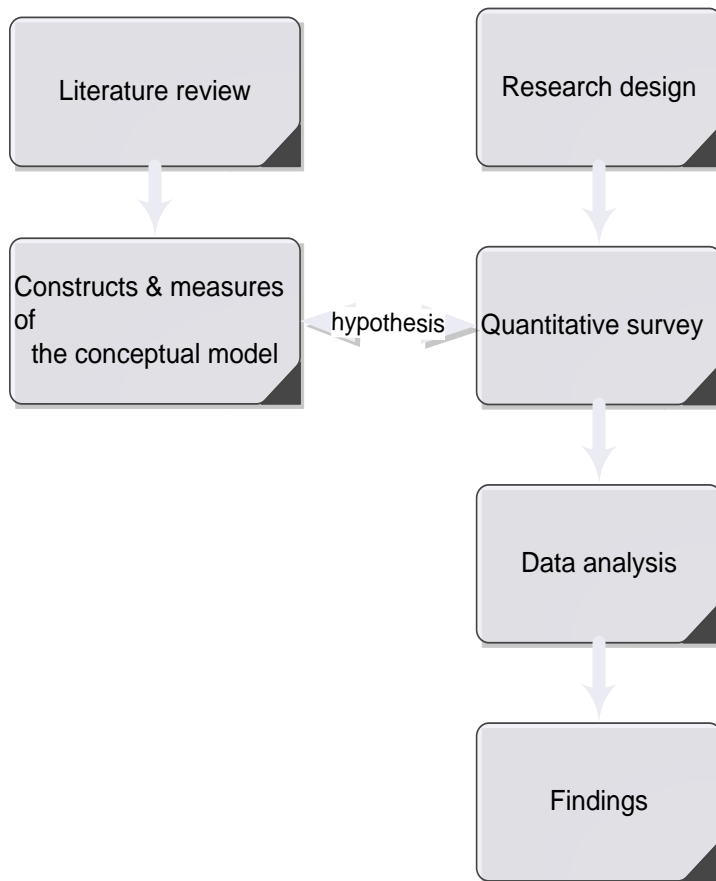 Literature review
Research design
Constructs & measures
of
the conceptual model
hypothesis
Quantitative survey
Data analysis
Findings